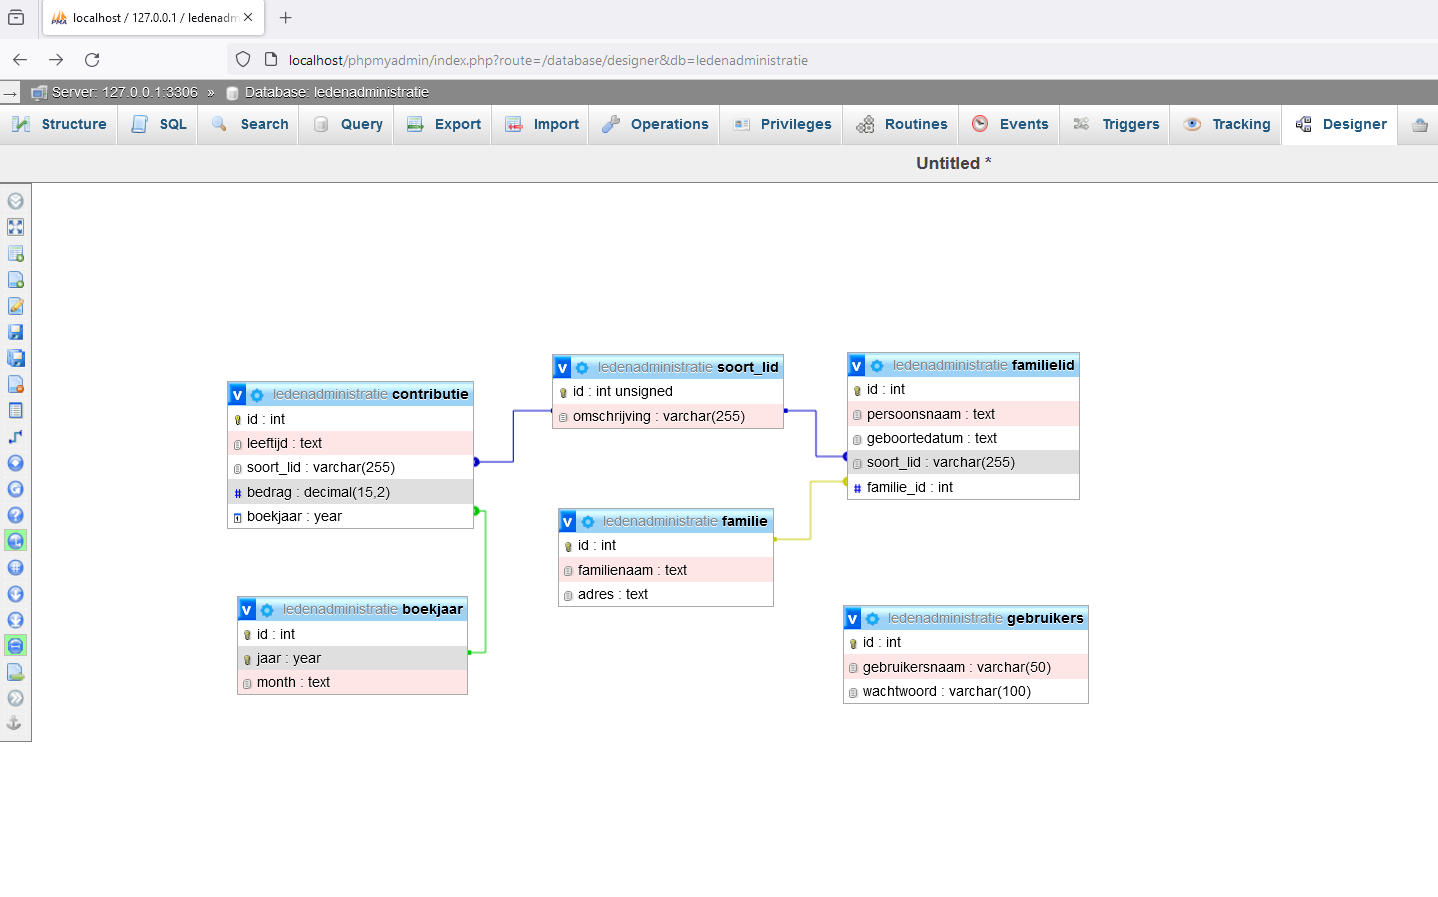 localhost / 127.0.0.1 / ledenadm
localhost/phpmyadmin/index.php?route=/database/designer&db=ledenadministratie
Server: 127.0.0.1:3306 » Database: ledenadministratie
Structure SQL Search Query Export Import Operations Privileges Routines Events Triggers Tracking Designer
Untitled *
ledenadministratie contributie
id : int
leeftijd : text
soort_lid : varchar(255)
bedrag : decimal(15,2)
boekjaar : year
ledenadministratie soort_lid
id : int unsigned
omschrijving : varchar(255)
ledenadministratie familielid
id : int
persoonsnaam : text
geboortedatum : text
soort_lid : varchar(255)
familie_id : int
ledenadministratie familie
id : int
familienaam : text
adres : text
ledenadministratie boekjaar
id : int
jaar : year
month : text
ledenadministratie gebruikers
id : int
gebruikersnaam : varchar(50)
wachtwoord : varchar(100)